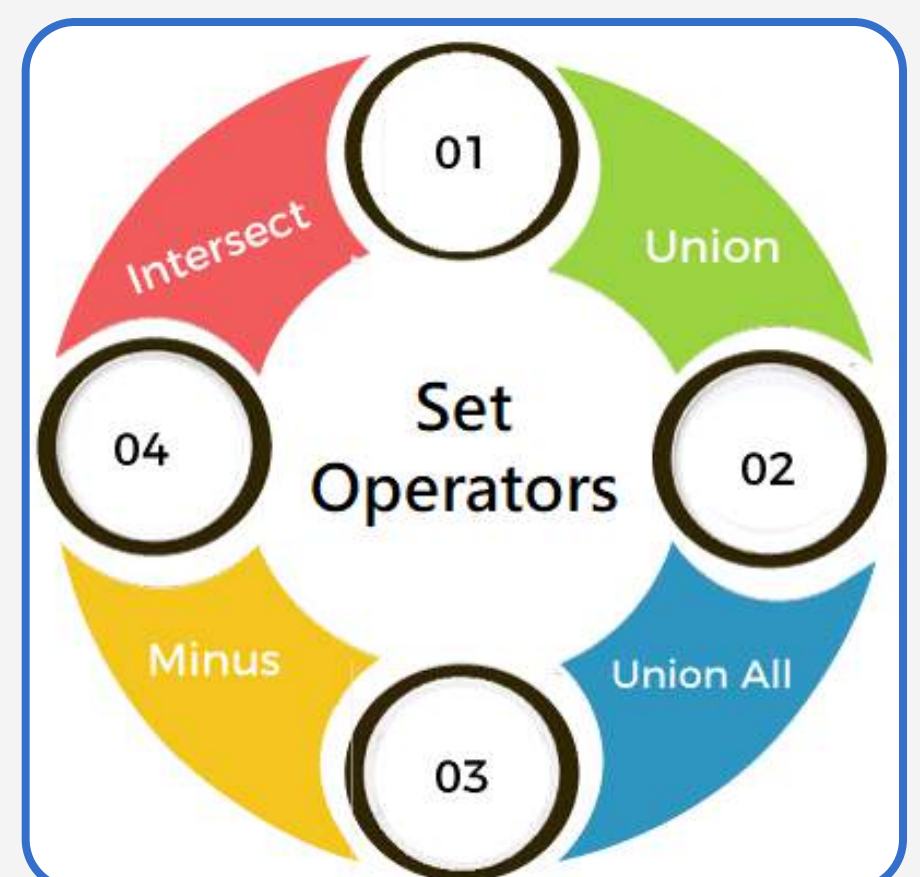 01
Union
02
Union All
03
Minus
04
Intersect
Set
Operators